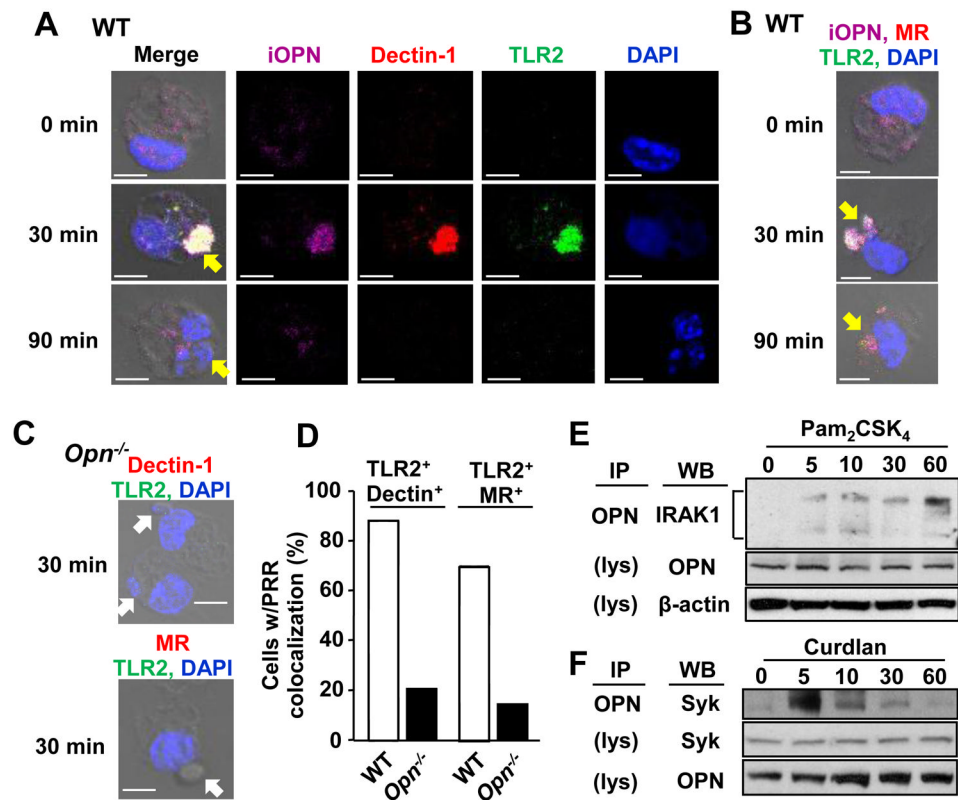 A WT
Merge iOPN Dectin-1 TLR2 DAPI
0 min
30 min
90 min
B WT
iOPN, MR
TLR2, DAPI
0 min
30 min
90 min
C
Opn-/-
Dectin-1
TLR2, DAPI
30 min
MR
TLR2, DAPI
30 min
D
TLR2+ TLR2+
Dectin+ MR+
Cells w/PRR
colocalization (%)
100
80
60
40
20
0
WT Opn-/- WT Opn-/-
E
Pam2CSK4
IP WB 0 5 10 30 60
OPN IRAK1
(lys) OPN
(lys) β-actin
F
Curdlan
IP WB 0 5 10 30 60
OPN Syk
(lys) Syk
(lys) OPN